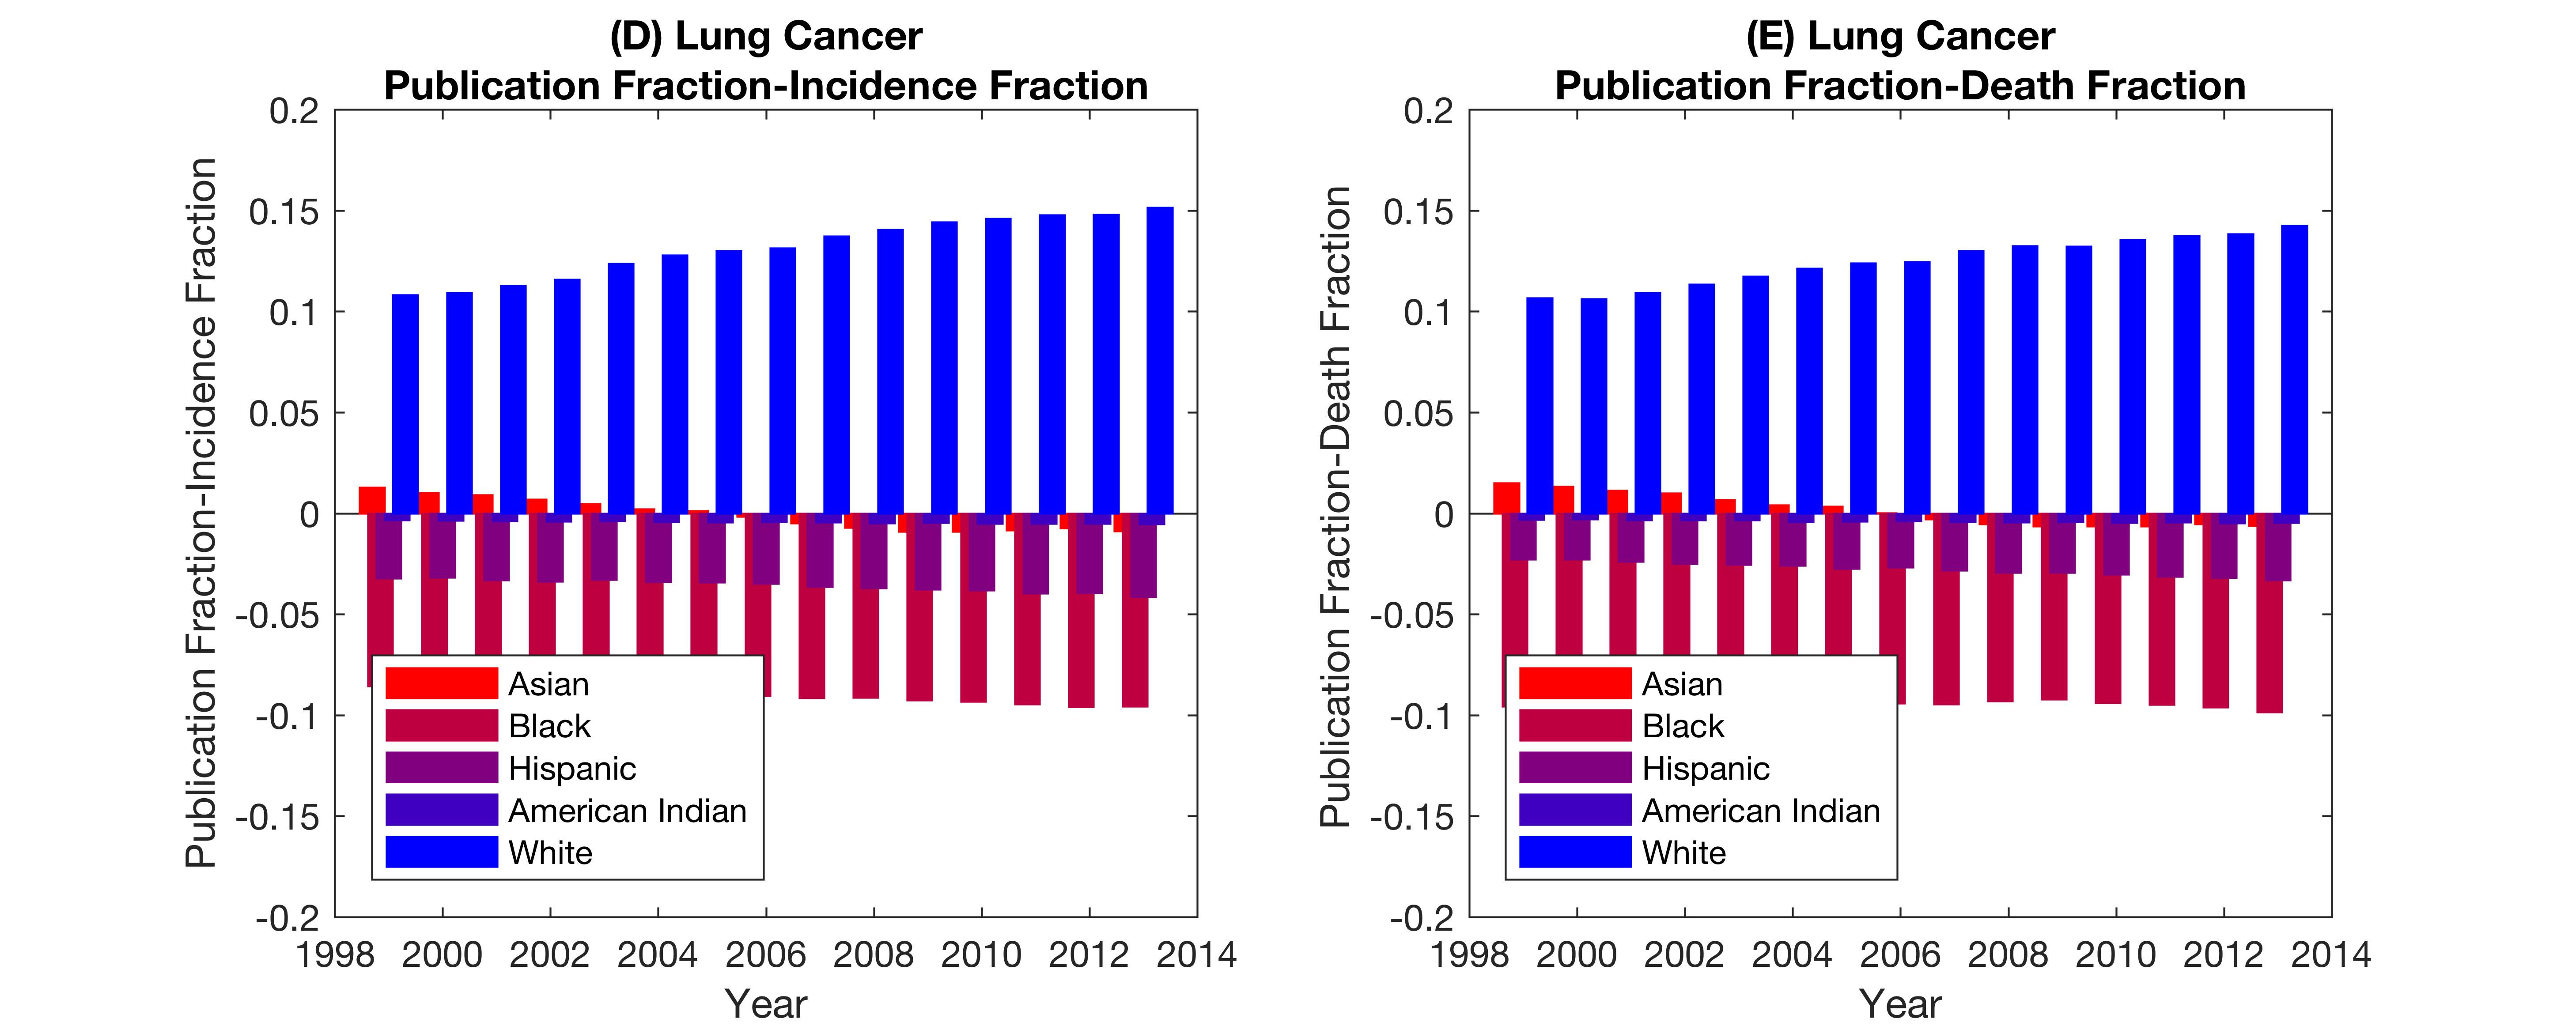 (D) Lung Cancer
Publication Fraction-Incidence Fraction
Publication Fraction-Incidence Fraction
0.2
0.15
0.1
0.05
0
-0.05
-0.1
-0.15
-0.2
Asian
Black
Hispanic
American Indian
White
1998 2000 2002 2004 2006 2008 2010 2012 2014
Year
(E) Lung Cancer
Publication Fraction-Death Fraction
Publication Fraction-on-Death Fraction
0.2
0.15
0.1
0.05
0
-0.05
-0.1
-0.15
-0.2
Asian
Black
Hispanic
American Indian
White
1998 2000 2002 2004 2006 2008 2010 2012 2014
Year